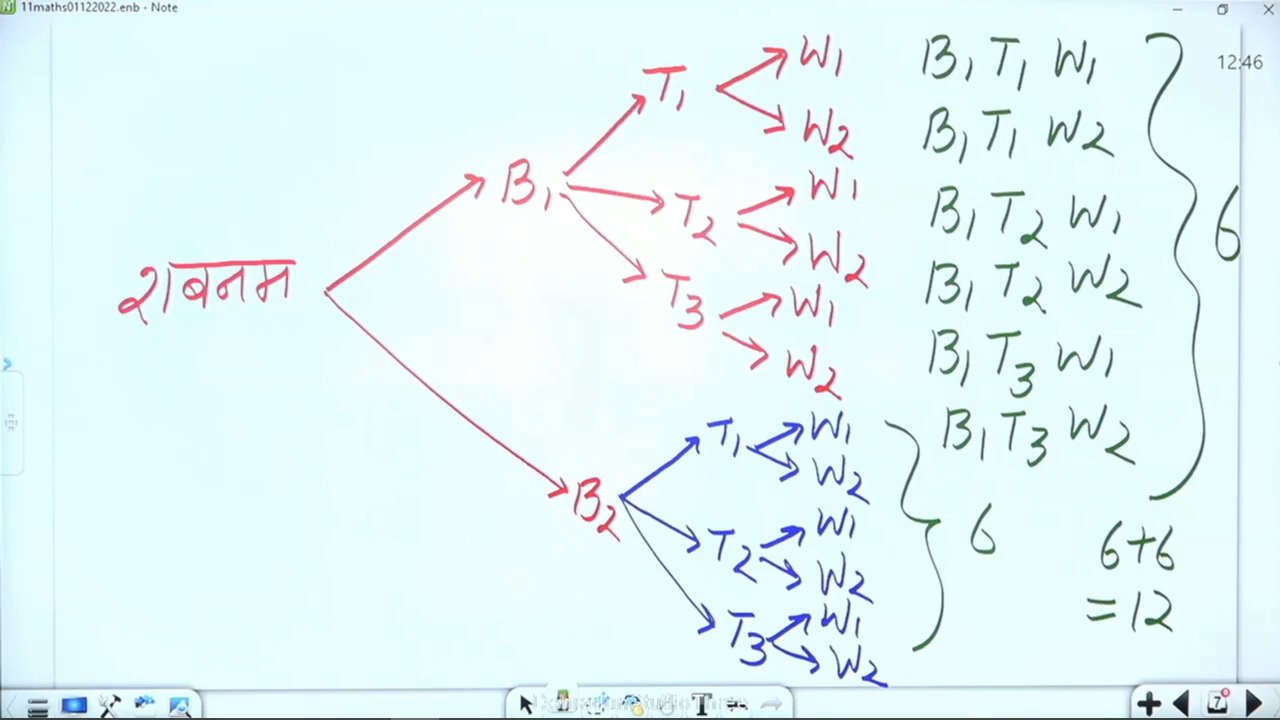 11maths01122022.enb - Note
12:46
शबनम
B1
T1
W1
W2
T2
W1
W2
T3
W1
W2
B2
T1
W1
W2
T2
W1
W2
T3
W1
W2
B1 T1 W1
B1 T1 W2
B1 T2 W1
B1 T2 W2
B1 T3 W1
B1 T3 W2
6
6
6+6
=12
T
7